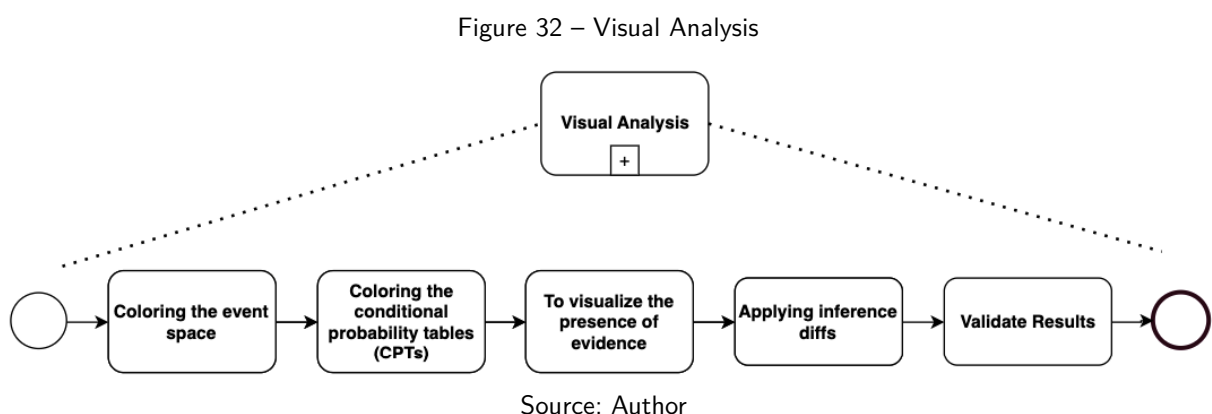 Figure 32 – Visual Analysis
Visual Analysis
+
Coloring the event
space
Coloring the
conditional
probability tables
(CPTs)
To visualize the
presence of
evidence
Applying inference
diffs
Validate Results
Source: Author